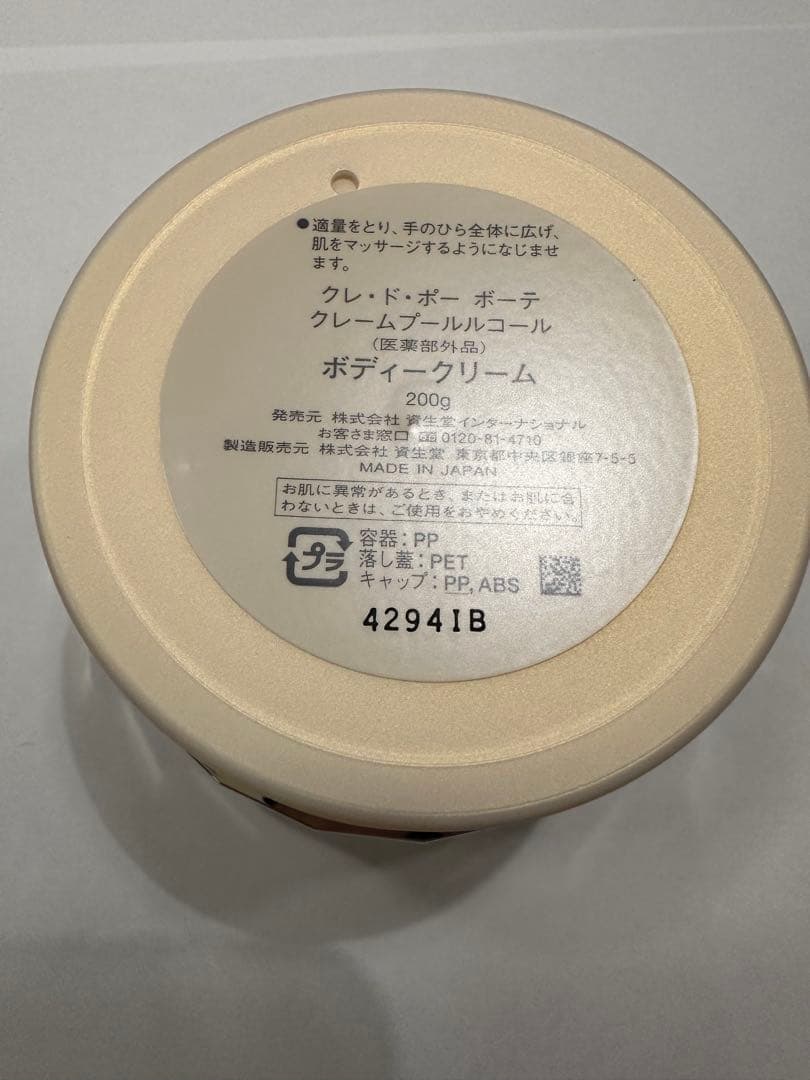 ●適量をとり、手のひら全体に広げ、
肌をマッサージするようになじませ
ます。
クレ・ド・ポー ボーテ
クレームプールルコール
(医薬部外品)
ボディークリーム
200g
発売元 株式会社 資生堂インターナショナル
お客さま窓口 0120-81-4710
製造販売元 株式会社 資生堂 東京都中央区銀座7-5-5
MADE IN JAPAN
お肌に異常があるとき、またはお肌に合
わないときは、ご使用をおやめください。
プラ
容器:PP
落し蓋:PET
キャップ:PP, ABS
4294IB